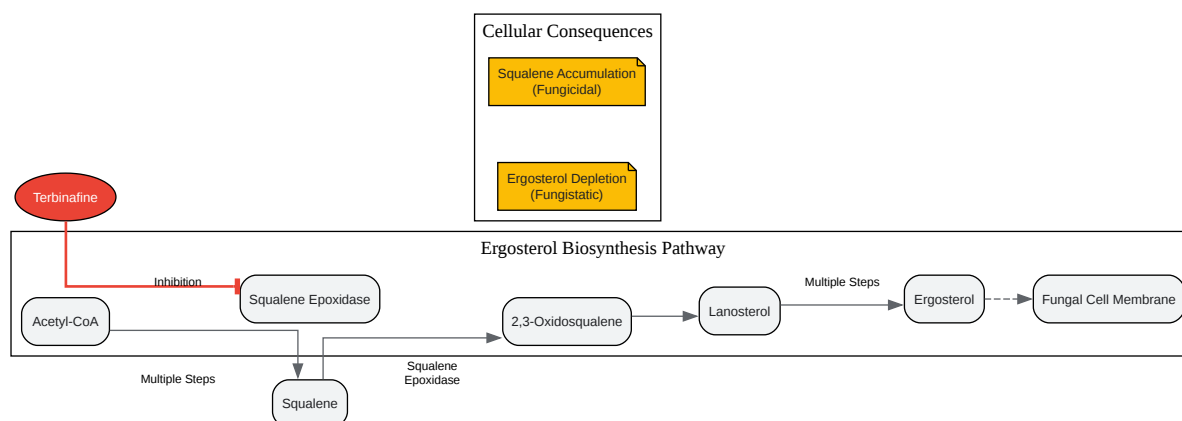 Cellular Consequences
Squalene Accumulation
(Fungicidal)
Ergosterol Depletion
(Fungistatic)
Terbinafine
Ergosterol Biosynthesis Pathway
Inhibition
Squalene Epoxidase
Acetyl-CoA
2,3-Oxidosqualene
Lanosterol
Multiple Steps
Ergosterol
Fungal Cell Membrane
Multiple Steps
Squalene
Epoxidase
Squalene